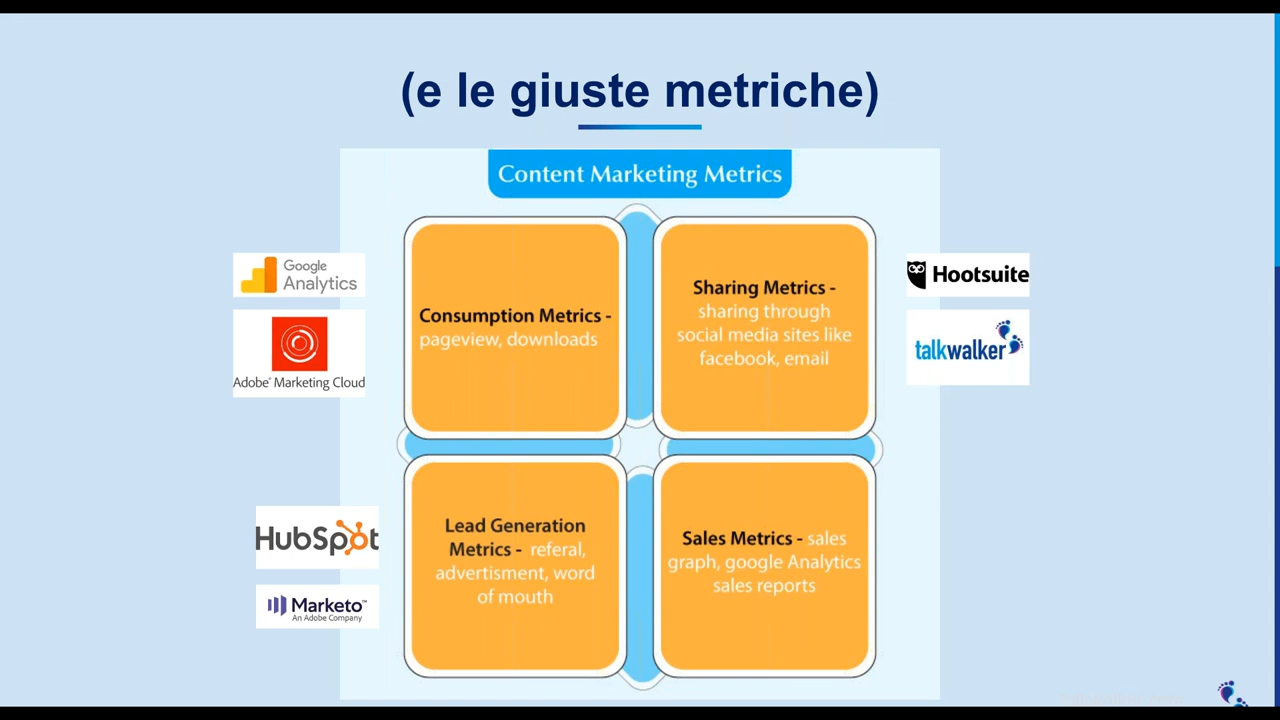 (e le giuste metriche)
Content Marketing Metrics
Google
Analytics
Adobe® Marketing Cloud
Consumption Metrics -
pageview, downloads
Sharing Metrics -
sharing through
social media sites like
facebook, email
Hootsuite
talkwalker
HubSpot
Marketo™
An Adobe Company
Lead Generation
Metrics - referal,
advertisment, word
of mouth
Sales Metrics - sales
graph, google Analytics
sales reports